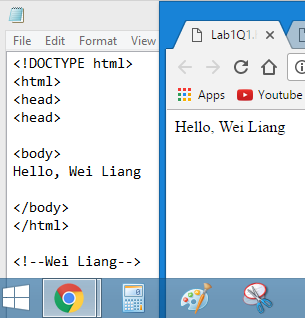 File Edit Format View
<!DOCTYPE html>
<html>
<head>
<head>
<body>
Hello, Wei Liang
</body>
</html>
<!--Wei Liang-->
Lab1Q1.
Apps Youtube
Hello, Wei Liang